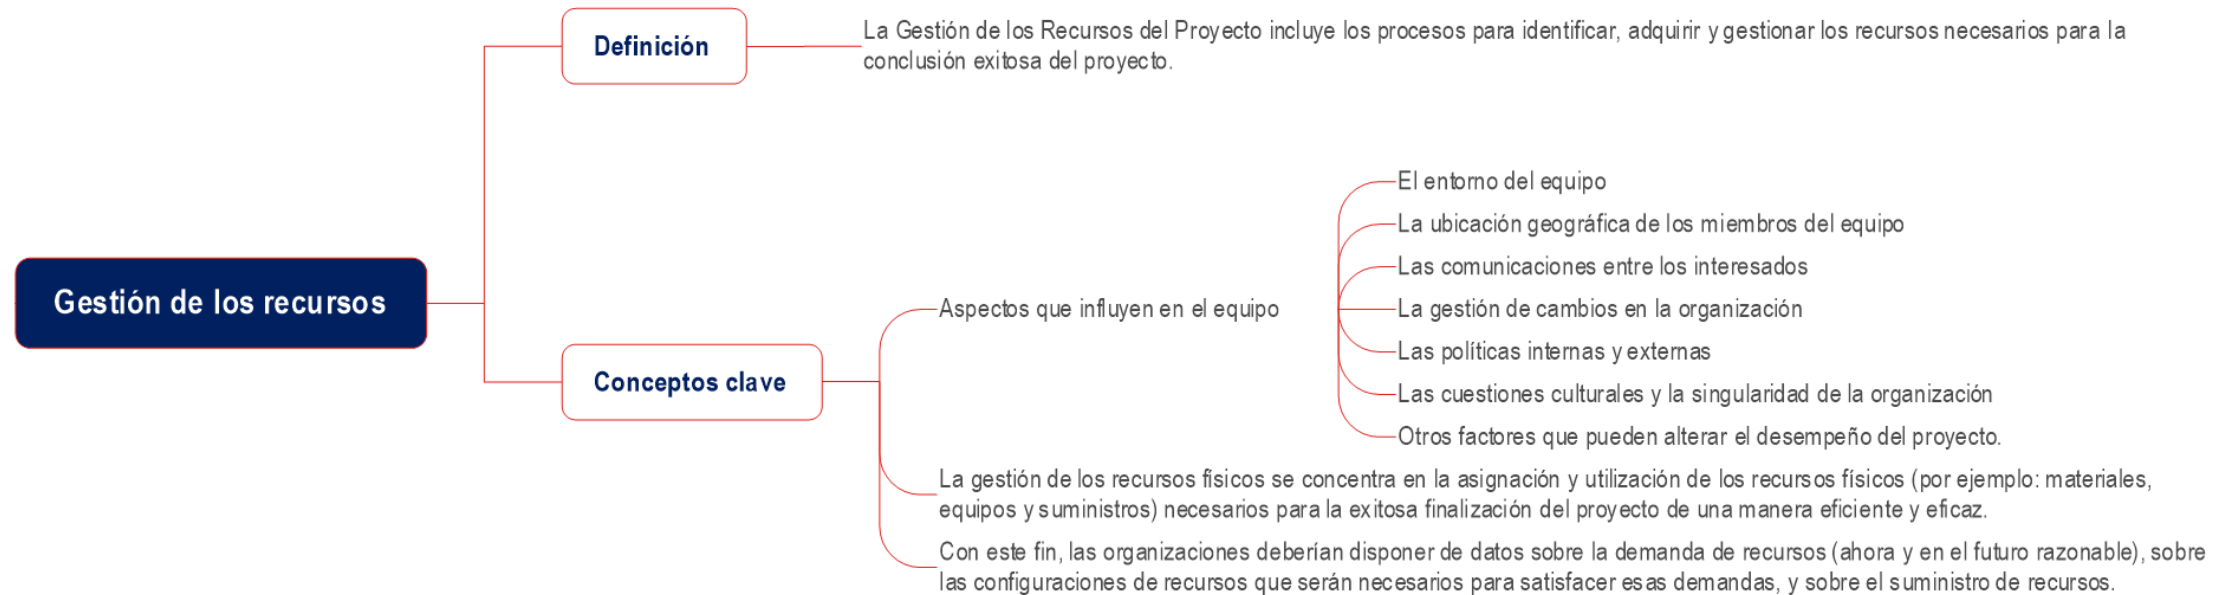 Definición
La Gestión de los Recursos del Proyecto incluye los procesos para identificar, adquirir y gestionar los recursos necesarios para la
conclusión exitosa del proyecto.
Gestión de los recursos
Conceptos clave
Aspectos que influyen en el equipo
El entorno del equipo
La ubicación geográfica de los miembros del equipo
Las comunicaciones entre los interesados
La gestión de cambios en la organización
Las políticas internas y externas
Las cuestiones culturales y la singularidad de la organización
Otros factores que pueden alterar el desempeño del proyecto.
La gestión de los recursos físicos se concentra en la asignación y utilización de los recursos físicos (por ejemplo: materiales,
equipos y suministros) necesarios para la exitosa finalización del proyecto de una manera eficiente y eficaz.
Con este fin, las organizaciones deberían disponer de datos sobre la demanda de recursos (ahora y en el futuro razonable), sobre
las configuraciones de recursos que serán necesarios para satisfacer esas demandas, y sobre el suministro de recursos.